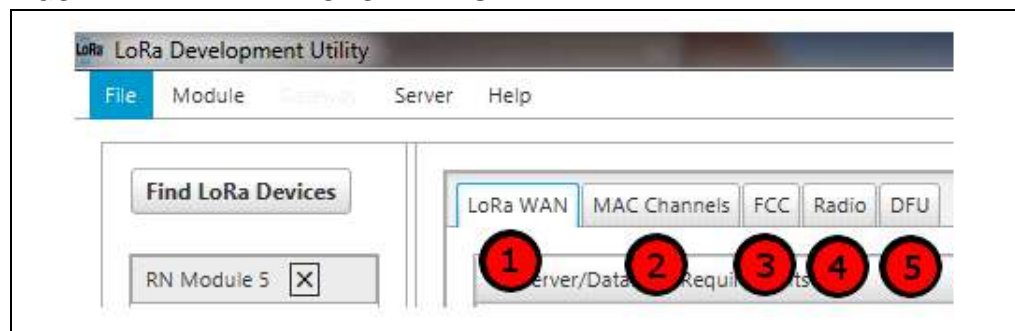 LoRa LoRa Development Utility
File Module Gateway Server Help
Find LoRa Devices
LoRa WAN MAC Channels FCC Radio DFU
1 2 3 4 5
RN Module 5 X